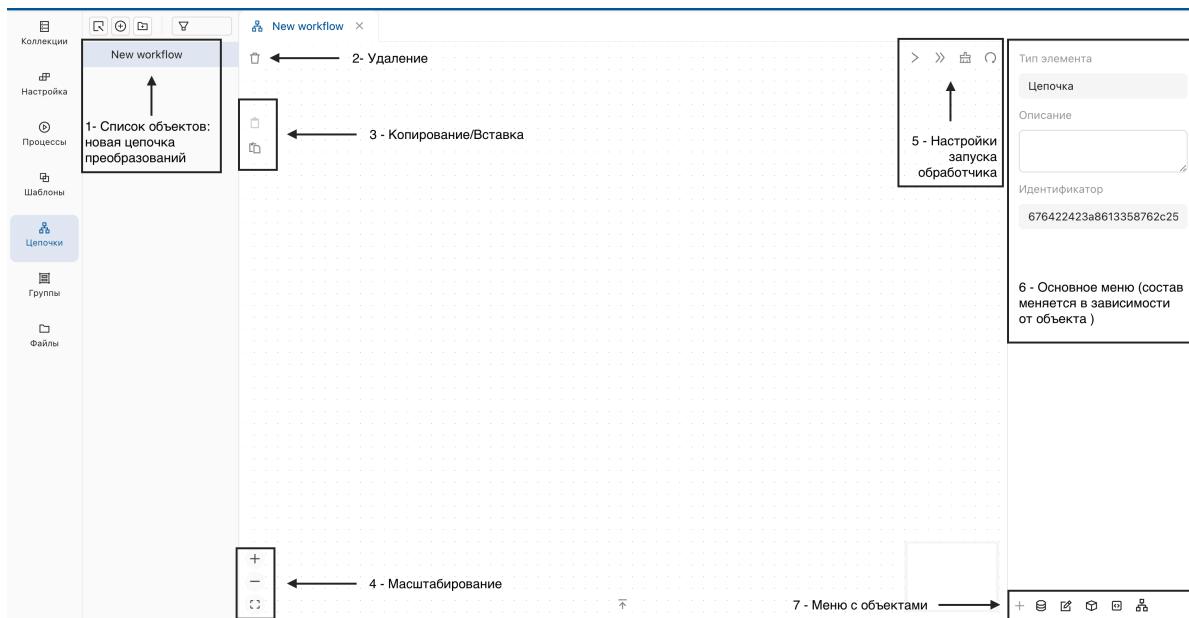 Коллекции
Настройка
Процессы
Шаблоны
Цепочки
Группы
Файлы
New workflow
1- Список объектов:
новая цепочка
преобразований
New workflow
2- Удаление
3 - Копирование/Вставка
4 - Масштабирование
5 - Настройки
запуска
обработчика
Тип элемента
Цепочка
Описание
Идентификатор
676422423a8613358762c25
6 - Основное меню (состав
меняется в зависимости
от объекта )
7 - Меню с объектами